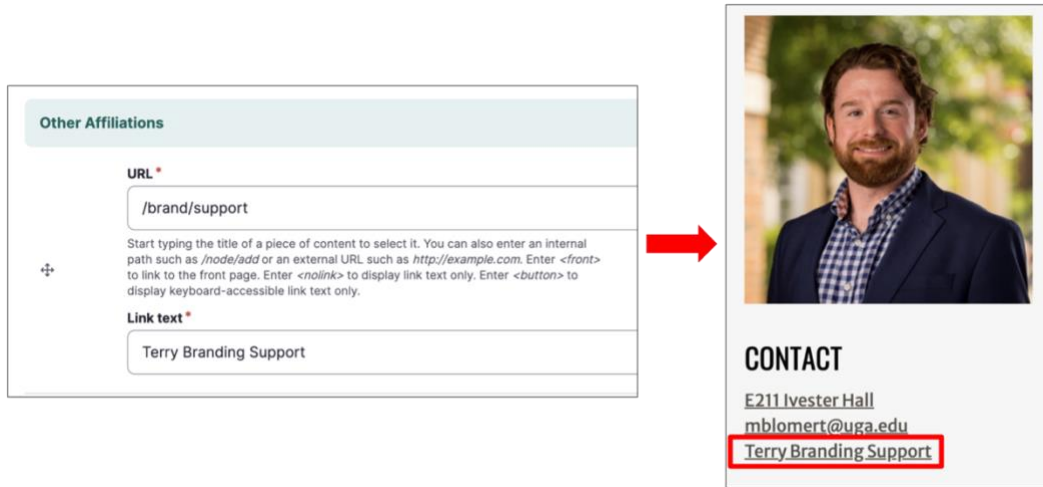 Other Affiliations
URL *
/brand/support
Start typing the title of a piece of content to select it. You can also enter an internal
path such as /node/add or an external URL such as http://example.com. Enter <front>
to link to the front page. Enter <nolink> to display link text only. Enter <button> to
display keyboard-accessible link text only.
Link text *
Terry Branding Support
CONTACT
E211 Ivester Hall
mblomert@uga.edu
Terry Branding Support